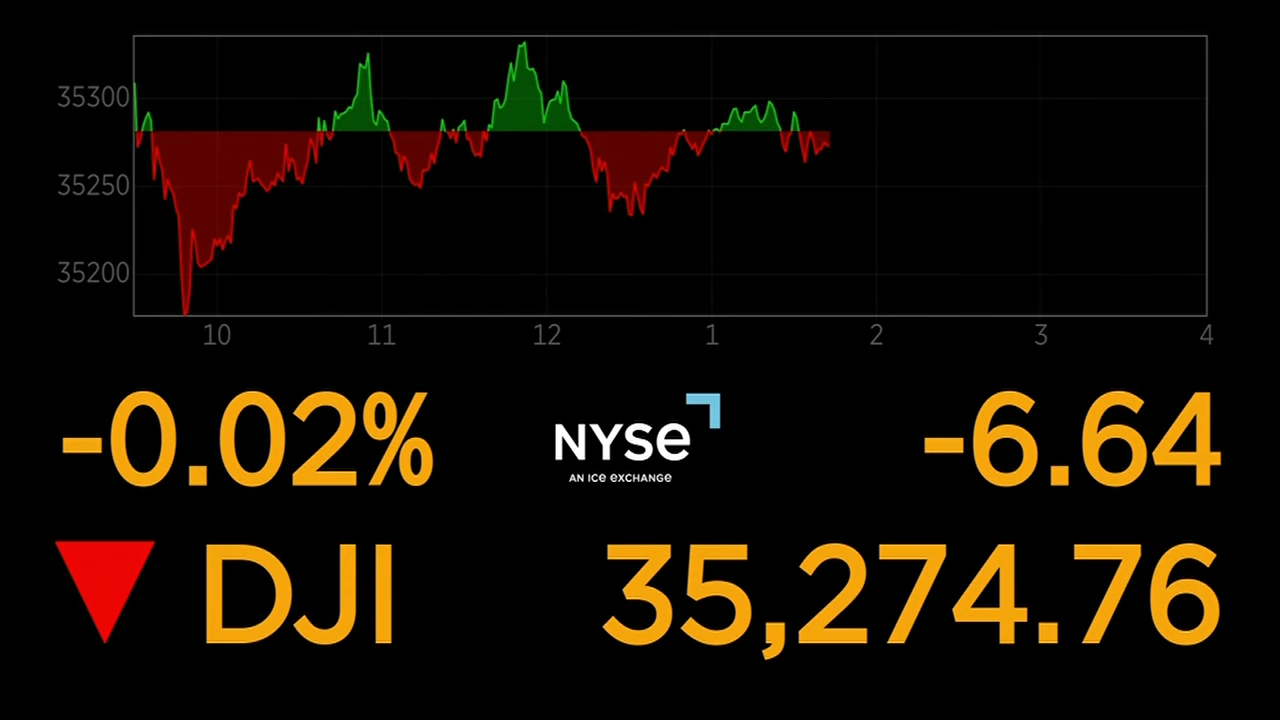 35300
35250
35200
10 11 12 1 2 3 4
-0.02% NYSE -6.64
AN ICE EXCHANGE
DJI 35,274.76